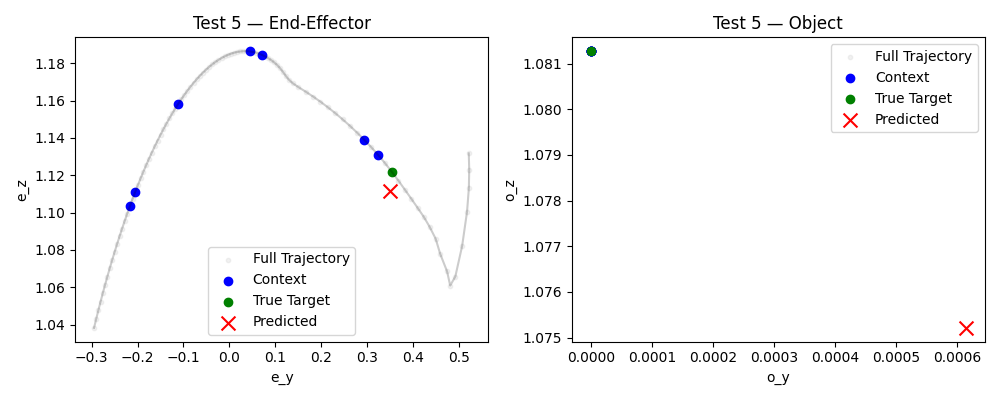 Test 5 — End-Effector
e_z
1.18
1.16
1.14
1.12
1.10
1.08
1.06
1.04
Full Trajectory
Context
True Target
Predicted
−0.3
−0.2
−0.1
0.0
0.1
0.2
0.3
0.4
0.5
e_y
Test 5 — Object
o_z
1.081
1.080
1.079
1.078
1.077
1.076
1.075
Full Trajectory
Context
True Target
Predicted
0.0000
0.0001
0.0002
0.0003
0.0004
0.0005
0.0006
o_y